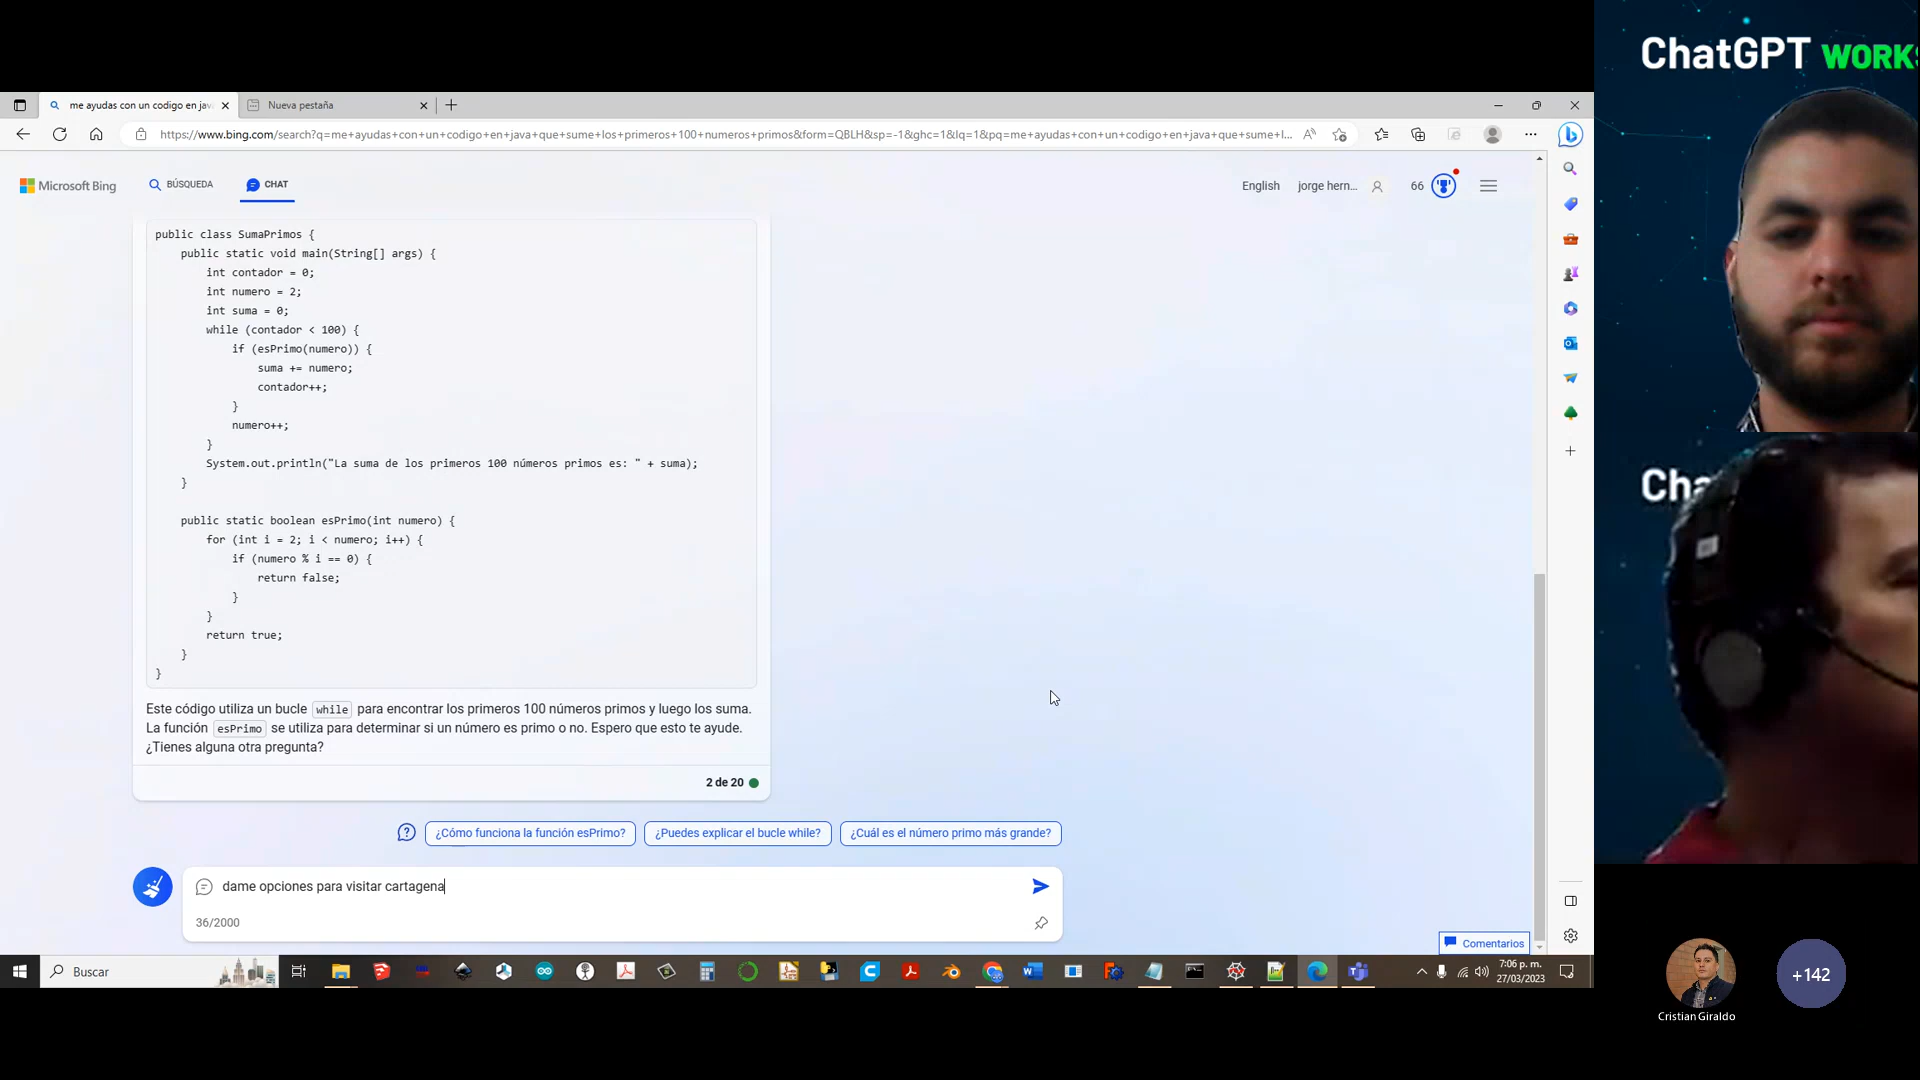 ChatGPT WORKS
me ayudas con un codigo en jav
Nueva pestaña
https://www.bing.com/search?q=me+ayudas+con+un+codigo+en+java+que+sume+los+primeros+100+numeros+primos&form=QBLH&sp=-1&ghc=1&lq=1&pq=me+ayudas+con+un+codigo+en+java+que+sume+l...
Microsoft Bing
BÚSQUEDA
CHAT
English
jorge hern...
66
public class SumaPrimos {
public static void main(String[] args) {
int contador = 0;
int numero = 2;
int suma = 0;
while (contador < 100) {
if (esPrimo(numero)) {
suma += numero;
contador++;
}
numero++;
}
System.out.println("La suma de los primeros 100 números primos es: " + suma);
}
public static boolean esPrimo(int numero) {
for (int i = 2; i < numero; i++) {
if (numero % i == 0) {
return false;
}
}
return true;
}
}
Este código utiliza un bucle while para encontrar los primeros 100 números primos y luego los suma.
La función esPrimo se utiliza para determinar si un número es primo o no. Espero que esto te ayude.
¿Tienes alguna otra pregunta?
2 de 20
¿Cómo funciona la función esPrimo?
¿Puedes explicar el bucle while?
¿Cuál es el número primo más grande?
dame opciones para visitar cartagena
36/2000
Comentarios
Buscar
7:06 p. m.
27/03/2023
Cha
+142
Cristian Giraldo